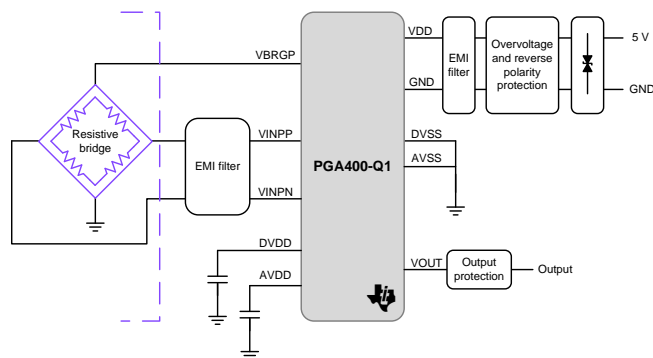 VBRGP
VDD
EMI
filter
Overvoltage
and reverse
polarity
protection
5 V
GND
GND
Resistive
bridge
EMI filter
VINPP
VINPN
PGA400-Q1
DVSS
AVSS
DVDD
AVDD
VOUT
Output
protection
Output